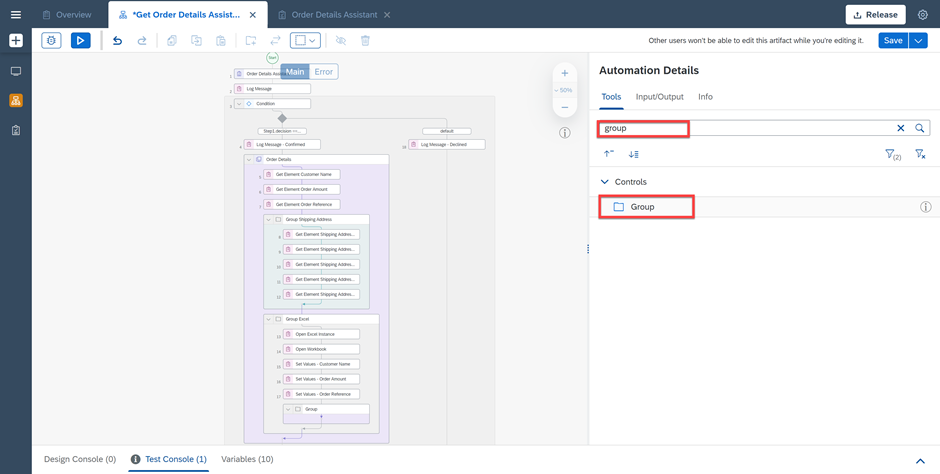 Overview
*Get Order Details Assist...
Order Details Assistant
Release
Other users won't be able to edit this artifact while you're editing it.
Save
Start
Main
Error
1
Order Details Assis
2
Log Message
3
Condition
Step1.decision ==...
default
4
Log Message - Confirmed
18
Log Message - Declined
Order Details
5
Get Element Customer Name
6
Get Element Order Amount
7
Get Element Order Reference
Group Shipping Address
8
Get Element Shipping Addres...
9
Get Element Shipping Addres...
10
Get Element Shipping Addres...
11
Get Element Shipping Addres...
12
Get Element Shipping Addres...
Group Excel
13
Open Excel Instance
14
Open Workbook
15
Set Values - Customer Name
16
Set Values - Order Amount
17
Set Values - Order Reference
Group
50%
Automation Details
Tools
Input/Output
Info
group
(2)
Controls
Group
Design Console (0)
Test Console (1)
Variables (10)